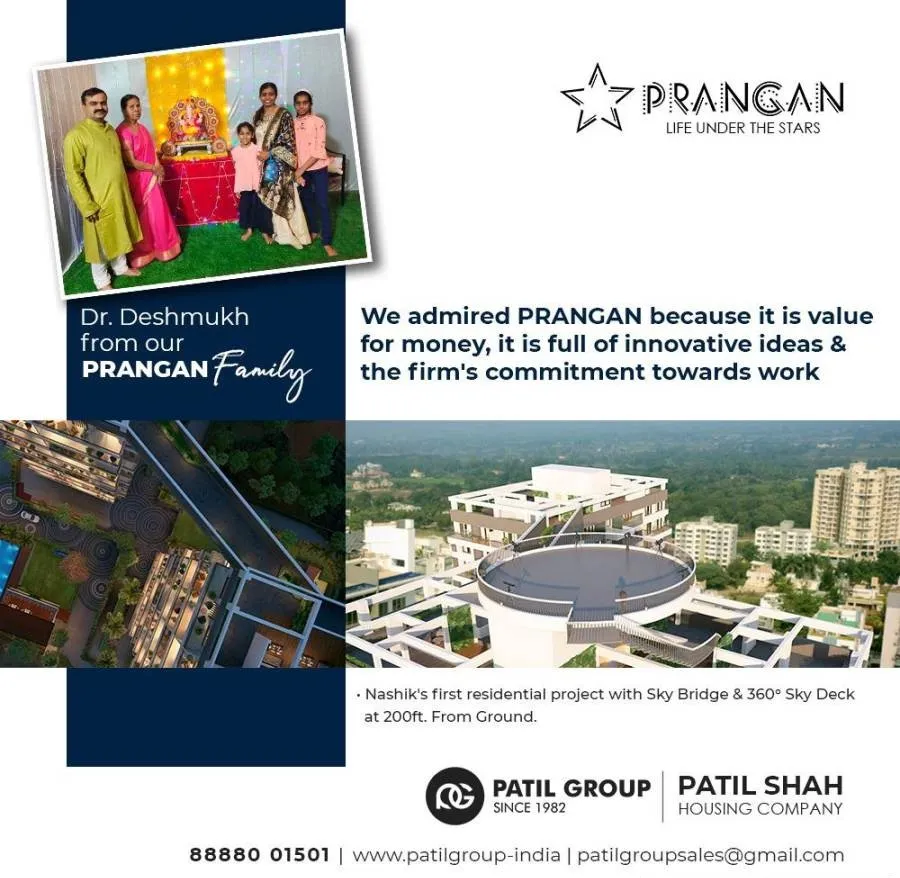 PRANGAN
LIFE UNDER THE STARS
Dr. Deshmukh
from our
PRANGAN Family
We admired PRANGAN because it is value
for money, it is full of innovative ideas &
the firm's commitment towards work
• Nashik's first residential project with Sky Bridge & 360° Sky Deck
at 200ft. From Ground.
PG PATIL GROUP
SINCE 1982
PATIL SHAH
HOUSING COMPANY
88880 01501 | www.patilgroup-india | patilgroupsales@gmail.com